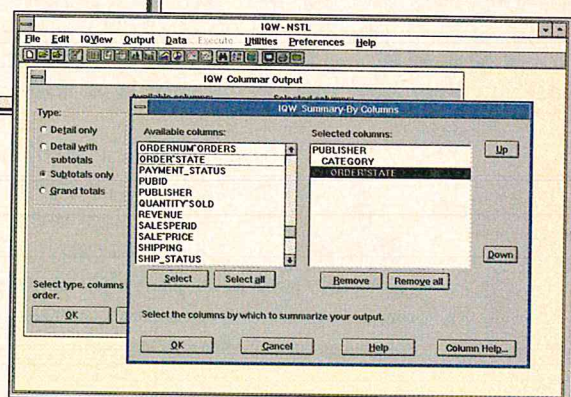 IQW-NSTL
File Edit IQView Output Data Execute Utilities Preferences Help
IQW Columnar Output
Available columns: Selected columns:
Type:
Detail only
Detail with
subtotals
Subtotals only
Grand totals
Select type, columns
order.
OK
IQW Summary-By Columns
Available columns:
ORDERNUM~ORDERS
ORDER~STATE
PAYMENT_STATUS
PUBID
PUBLISHER
QUANTITY~SOLD
REVENUE
SALESPERID
SALE~PRICE
SHIPPING
SHIP_STATUS
Select Select all
Selected columns:
PUBLISHER
CATEGORY
ORDER~STATE
Remove Remove all
Up
Down
Select the columns by which to summarize your output.
OK Cancel Help Column Help...